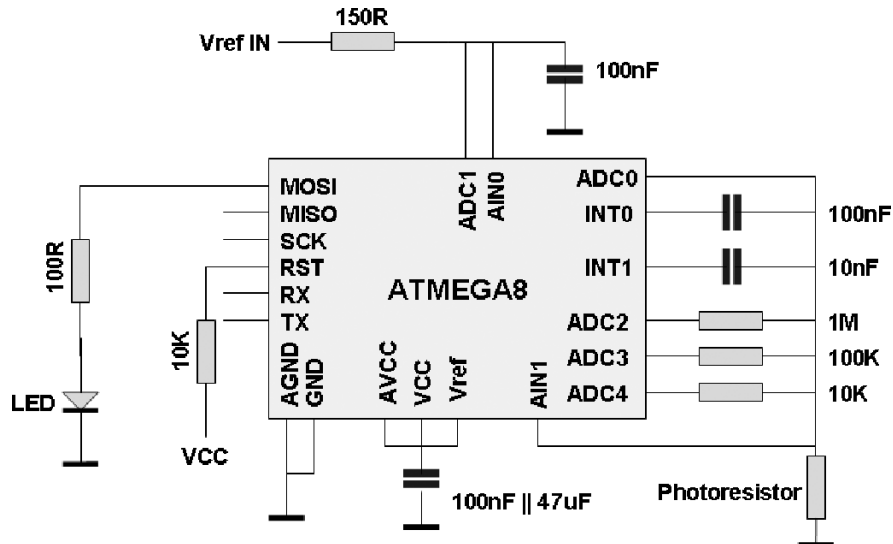 150R
Vref IN
100nF
ADC1
AIN0
ADC0
MOSI
MISO
INT0
100nF
SCK
100R
RST
INT1
10nF
RX
ATMEGA8
TX
ADC2
1M
10K
ADC3
100K
AGND
GND
AVCC
VCC
Vref
AIN1
ADC4
10K
LED
VCC
100nF || 47uF
Photoresistor